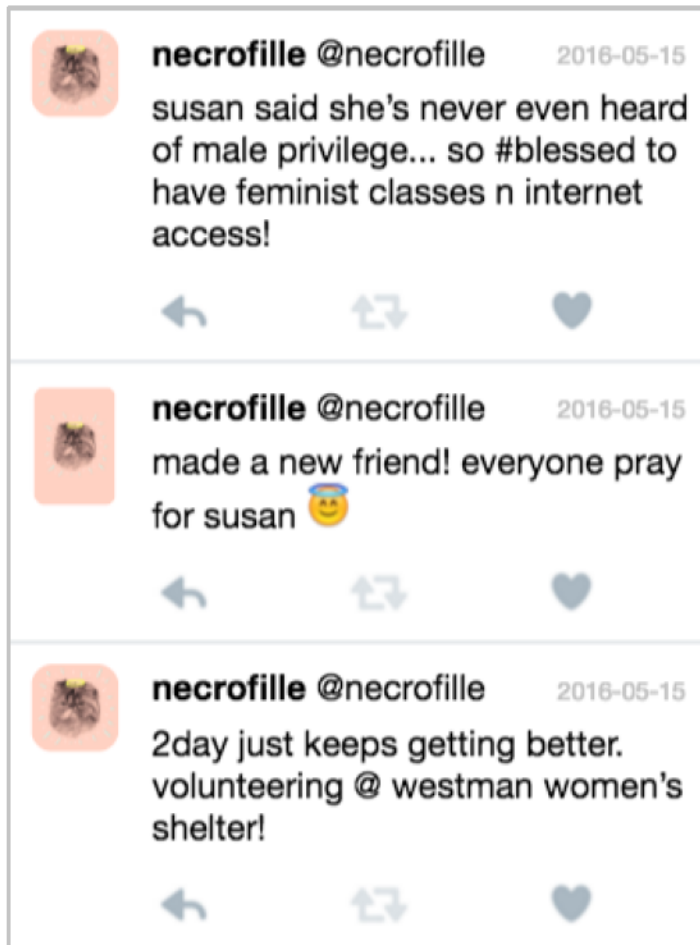 necrofille @necrofille 2016-05-15
susan said she's never even heard
of male privilege... so #blessed to
have feminist classes n internet
access!
necrofille @necrofille 2016-05-15
made a new friend! everyone pray
for susan 😇
necrofille @necrofille 2016-05-15
2day just keeps getting better.
volunteering @ westman women's
shelter!